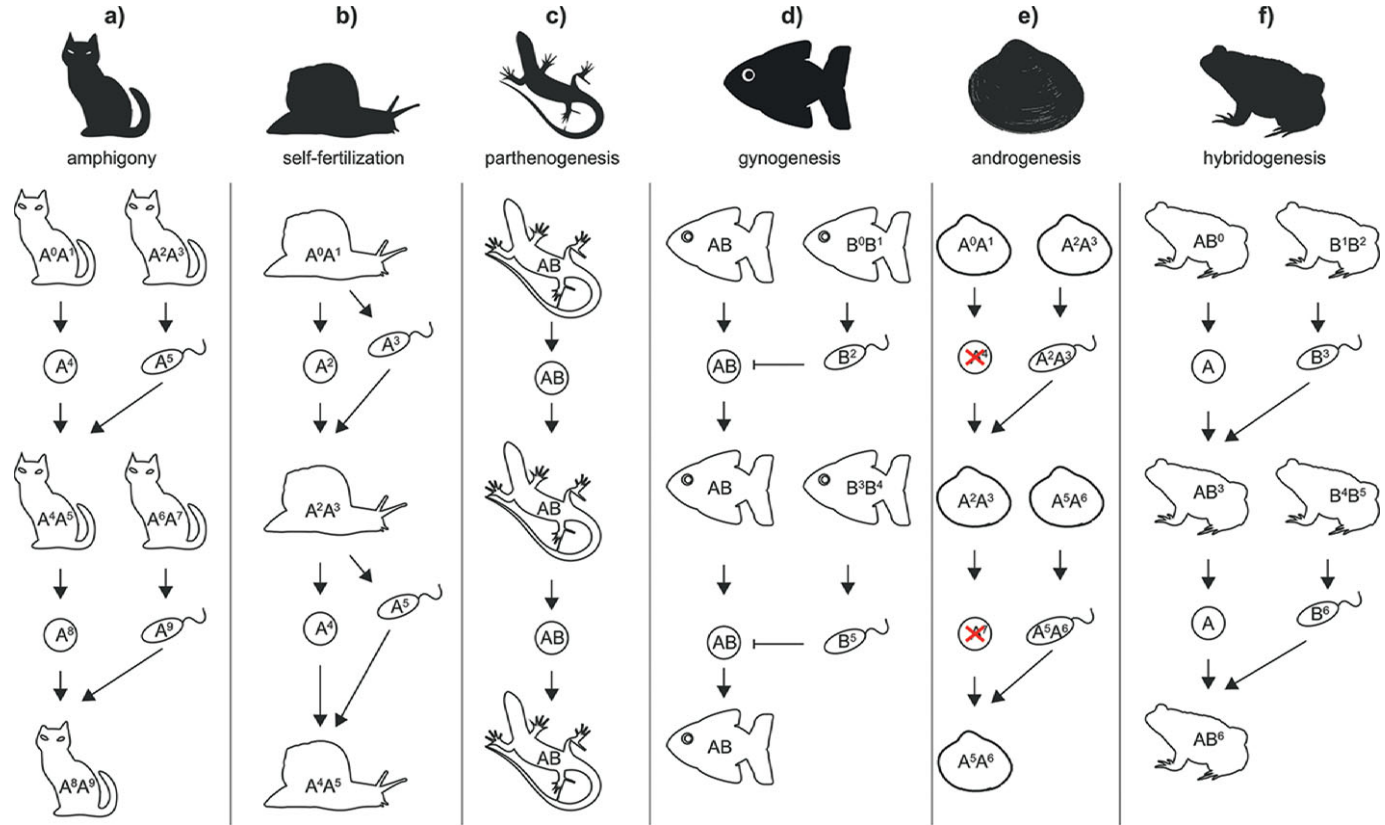 a) b) c) d) e) f)
amphigony self-fertilization parthenogenesis gynogenesis androgenesis hybridogenesis
A⁰A¹ A²A³ A⁰A¹ AB AB B⁰B¹ A⁰A¹ A²A³ AB⁰ B¹B²
A⁴ A⁵ A² A³ AB AB B² A⁴ A²A³ A B³
A⁴A⁵ A⁶A⁷ A²A³ AB AB B³B⁴ A²A³ A⁵A⁶ AB³ B⁴B⁵
A⁸ A⁹ A⁴ A⁵ AB AB B⁵ A⁷ A⁵A⁶ A B⁶
A⁸A⁹ A⁴A⁵ AB AB A⁵A⁶ AB⁶